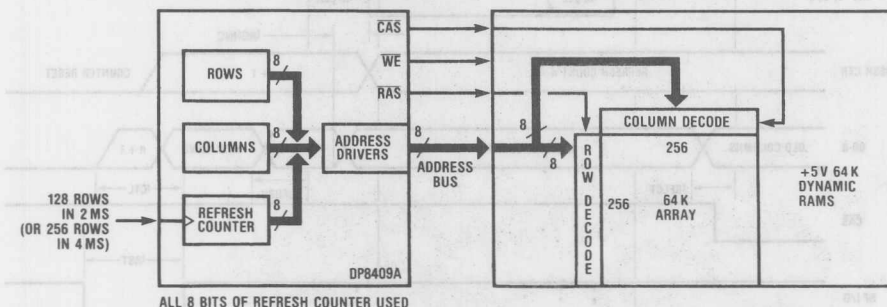 CAS
WE
RAS
8
ROWS
8
COLUMNS
8
REFRESH
COUNTER
ADDRESS
DRIVERS
8
ADDRESS
BUS
128 ROWS
IN 2 MS
(OR 256 ROWS
IN 4 MS)
DP8409A
8
8
COLUMN DECODE
256
ROW DECODE
256
64 K
ARRAY
+5V 64 K
DYNAMIC
RAMS
ALL 8 BITS OF REFRESH COUNTER USED